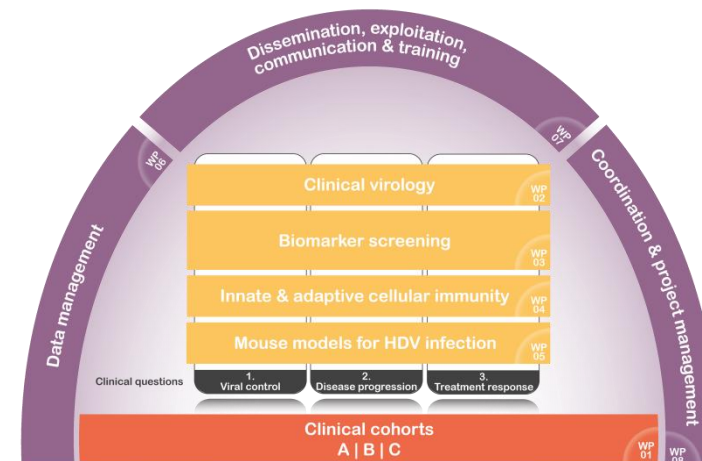 Dissemination, exploitation,
communication & training
WP
07
WP
06
Data management
Coordination & project management
Clinical virology
WP
02
Biomarker screening
WP
03
Innate & adaptive cellular immunity
WP
04
Mouse models for HDV infection
WP
05
Clinical questions
1.
Viral control
2.
Disease progression
3.
Treatment response
Clinical cohorts
A | B | C
WP
01
WP
08